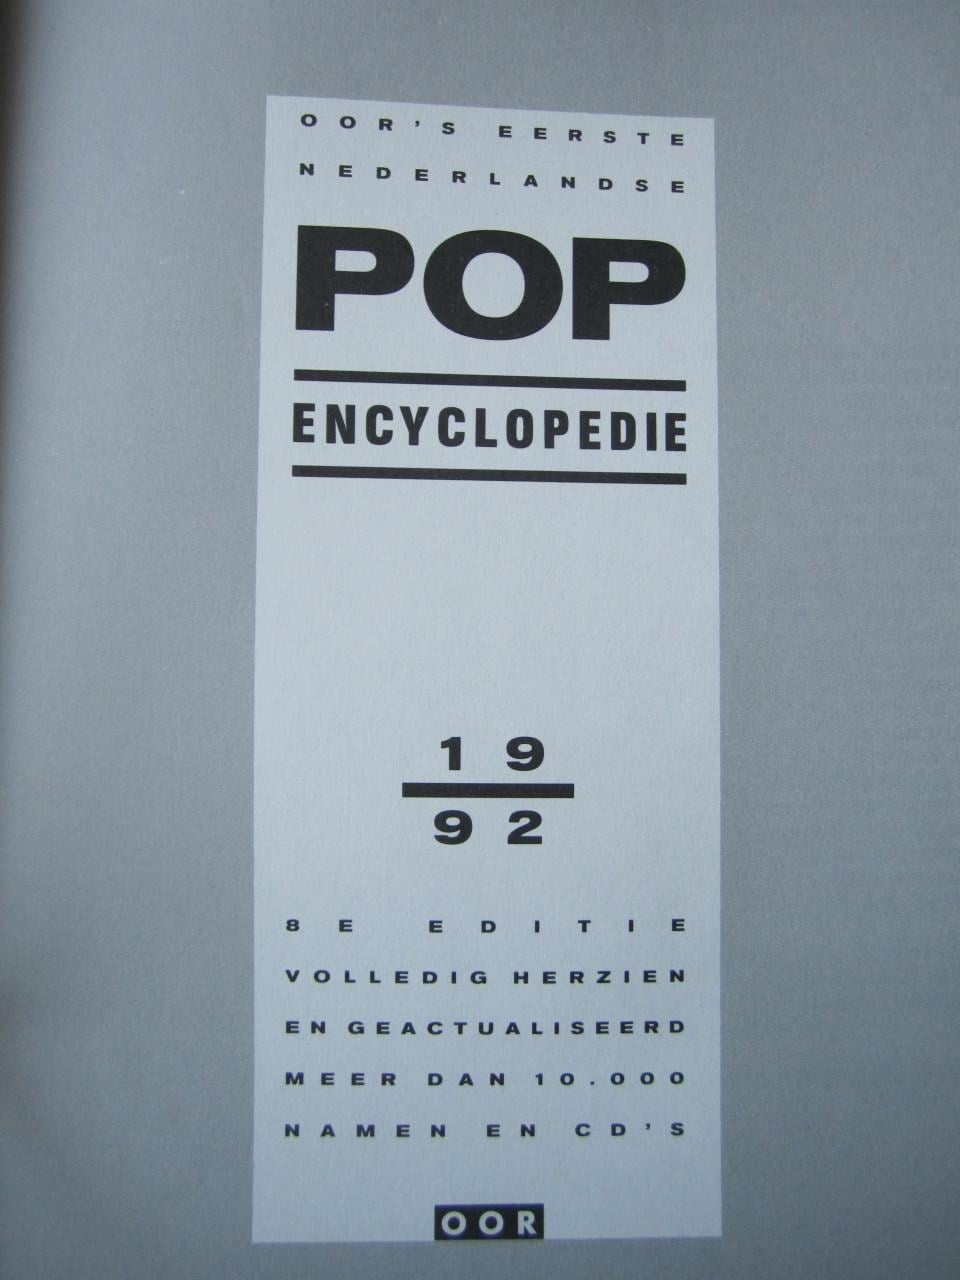 OOR'S EERSTE
NEDERLANDSE
POP
ENCYCLOPEDIE
19
92
8E EDITIE
VOLLEDIG HERZIEN
EN GEACTUALISEERD
MEER DAN 10.000
NAMEN EN CD'S
OOR